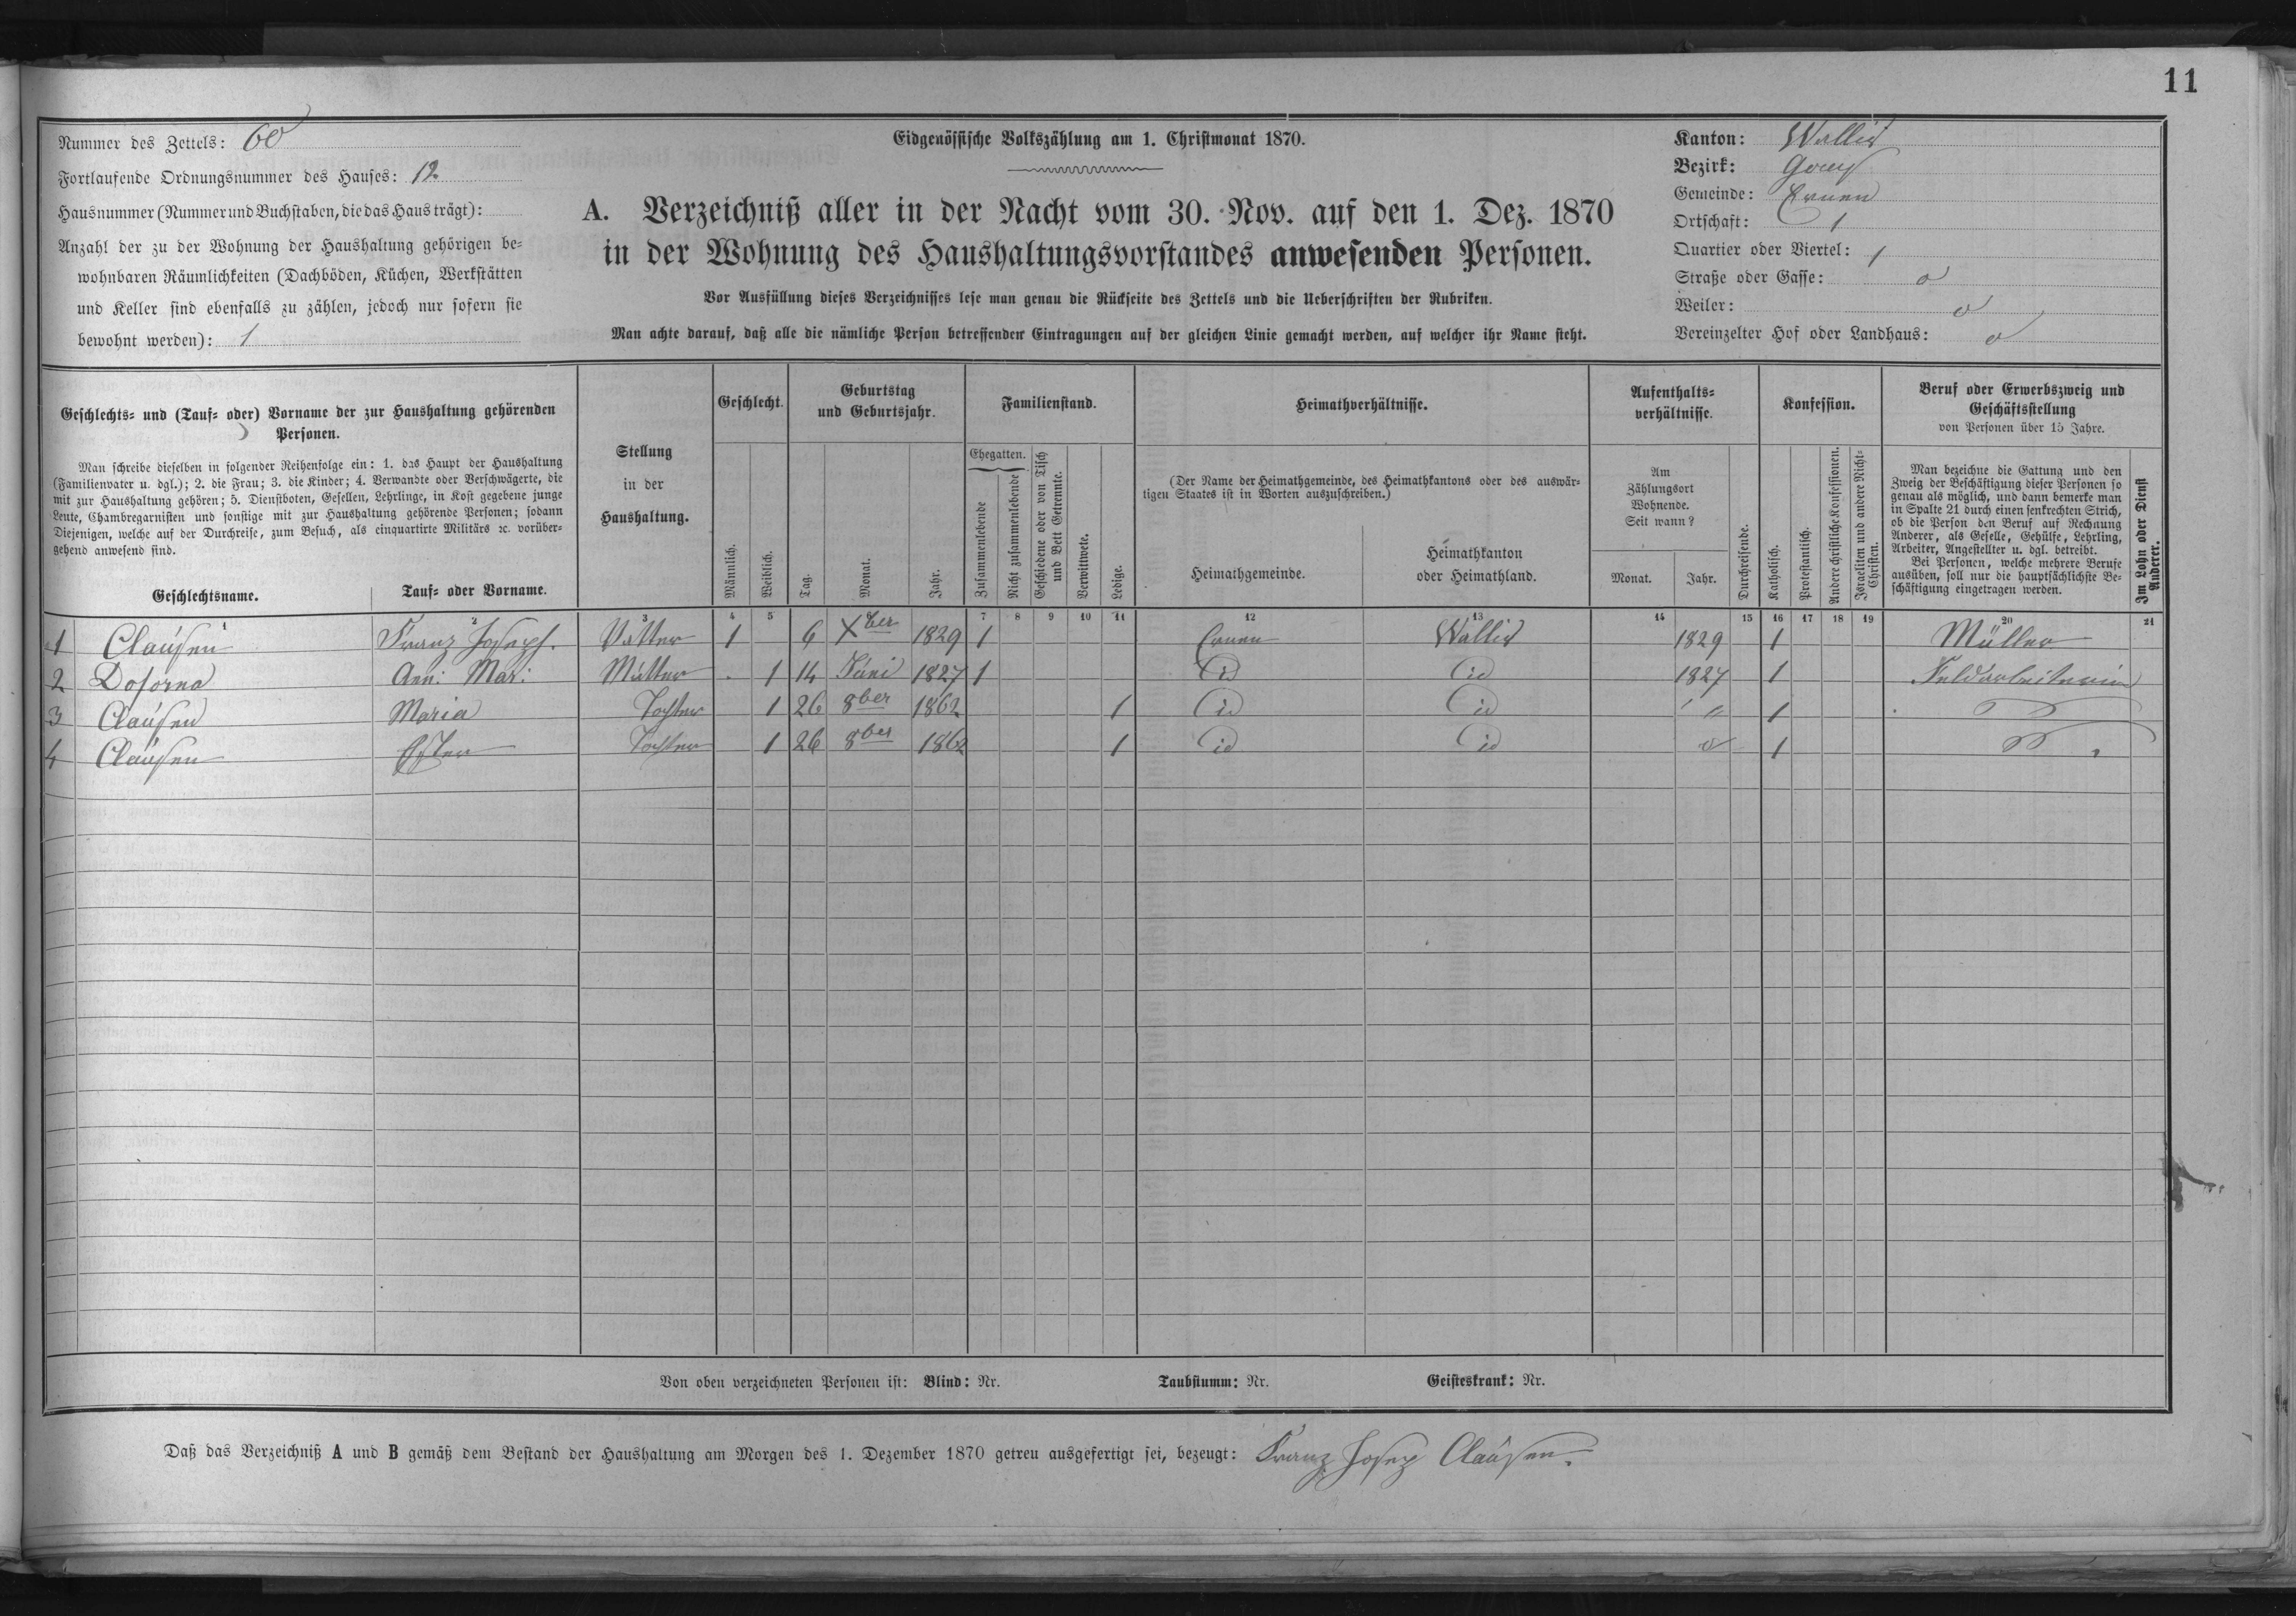 11
Nummer des Zettels: 60
Fortlaufende Ordnungsnummer des Hauses: 12
Hausnummer (Nummer und Buchstaben, die das Haus trägt):
Anzahl der zu der Wohnung der Haushaltung gehörigen be-
wohnbaren Räumlichkeiten (Dachböden, Küchen, Werkstätten
und Keller sind ebenfalls zu zählen, jedoch nur sofern sie
bewohnt werden): 1
Eidgenössische Volkszählung am 1. Christmonat 1870.
A. Verzeichniß aller in der Nacht vom 30. Nov. auf den 1. Dez. 1870
in der Wohnung des Haushaltungsvorstandes anwesenden Personen.
Vor Ausfüllung dieses Verzeichnisses lese man genau die Rückseite des Zettels und die Ueberschriften der Rubriken.
Man achte darauf, daß alle die nämliche Person betreffenden Eintragungen auf der gleichen Linie gemacht werden, auf welcher ihr Name steht.
Kanton: Wallis
Bezirk: Goms
Gemeinde: Ernen
Ortschaft: 1
Quartier oder Viertel: 1
Straße oder Gasse: o
Weiler: o
Vereinzelter Hof oder Landhaus: o
Geschlechts- und (Tauf- oder) Vorname der zur Haushaltung gehörenden
Personen.
Man schreibe dieselben in folgender Reihenfolge ein: 1. das Haupt der Haushaltung
(Familienvater u. dgl.); 2. die Frau; 3. die Kinder; 4. Verwandte oder Verschwägerte, die
mit zur Haushaltung gehören; 5. Dienstboten, Gesellen, Lehrlinge, in Kost gegebene junge
Leute, Chambregarnisten und sonstige mit zur Haushaltung gehörende Personen; sodann
Diejenigen, welche auf der Durchreise, zum Besuch, als einquartirte Militärs ꝛc. vorüber-
gehend anwesend sind.
Geschlechtsname.
Tauf- oder Vorname.
Stellung
in der
Haushaltung.
Geschlecht.
Männlich.
Weiblich.
Geburtstag
und Geburtsjahr.
Tag.
Monat.
Jahr.
Familienstand.
Ehegatten.
Zusammenlebende
Nicht zusammenlebende
Geschiedene oder von Tisch
und Bett Getrennte.
Verwittwete.
Ledige.
Heimathverhältnisse.
(Der Name der Heimathgemeinde, des Heimathkantons oder des auswär-
tigen Staates ist in Worten auszuschreiben.)
Heimathgemeinde.
Heimathkanton
oder Heimathland.
Aufenthalts-
verhältnisse.
Am
Zählungsort
Wohnende.
Seit wann?
Monat.
Jahr.
Durchreisende.
Konfession.
Katholisch.
Protestantisch.
Andere christliche Konfessionen.
Israeliten und andere Nicht-
Christen.
Beruf oder Erwerbszweig und
Geschäftsstellung
von Personen über 15 Jahre.
Man bezeichne die Gattung und den
Zweig der Beschäftigung dieser Personen so
genau als möglich, und dann bemerke man
in Spalte 21 durch einen senkrechten Strich,
ob die Person den Beruf auf Rechnung
Anderer, als Geselle, Gehülfe, Lehrling,
Arbeiter, Angestellter u. dgl. betreibt.
Bei Personen, welche mehrere Berufe
ausüben, soll nur die hauptsächlichste Be-
schäftigung eingetragen werden.
Im Lohn oder Dienst
Anderer.
1 2 3 4 5 7 8 9 10 11 12 13 14 15 16 17 18 19 20 21
1 Clausen Franz Joseph. Vatter 1 6 Xber 1829 1 Ernen Wallis 1829 1 Müller
2 Ann: Mar: Mutter 1 14 Juni 1827 1 id id 1827 1 Feldarbeiterin
3 Clausen Maria Tochter 1 26 8ber 1862 1 id id " 1
4 Clausen Ester Tochter 1 26 8ber 1862 1 id id o 1
Von oben verzeichneten Personen ist: Blind: Nr. Taubstumm: Nr. Geisteskrank: Nr.
Daß das Verzeichniß A und B gemäß dem Bestand der Haushaltung am Morgen des 1. Dezember 1870 getreu ausgefertigt sei, bezeugt: Franz Josep Clausen.